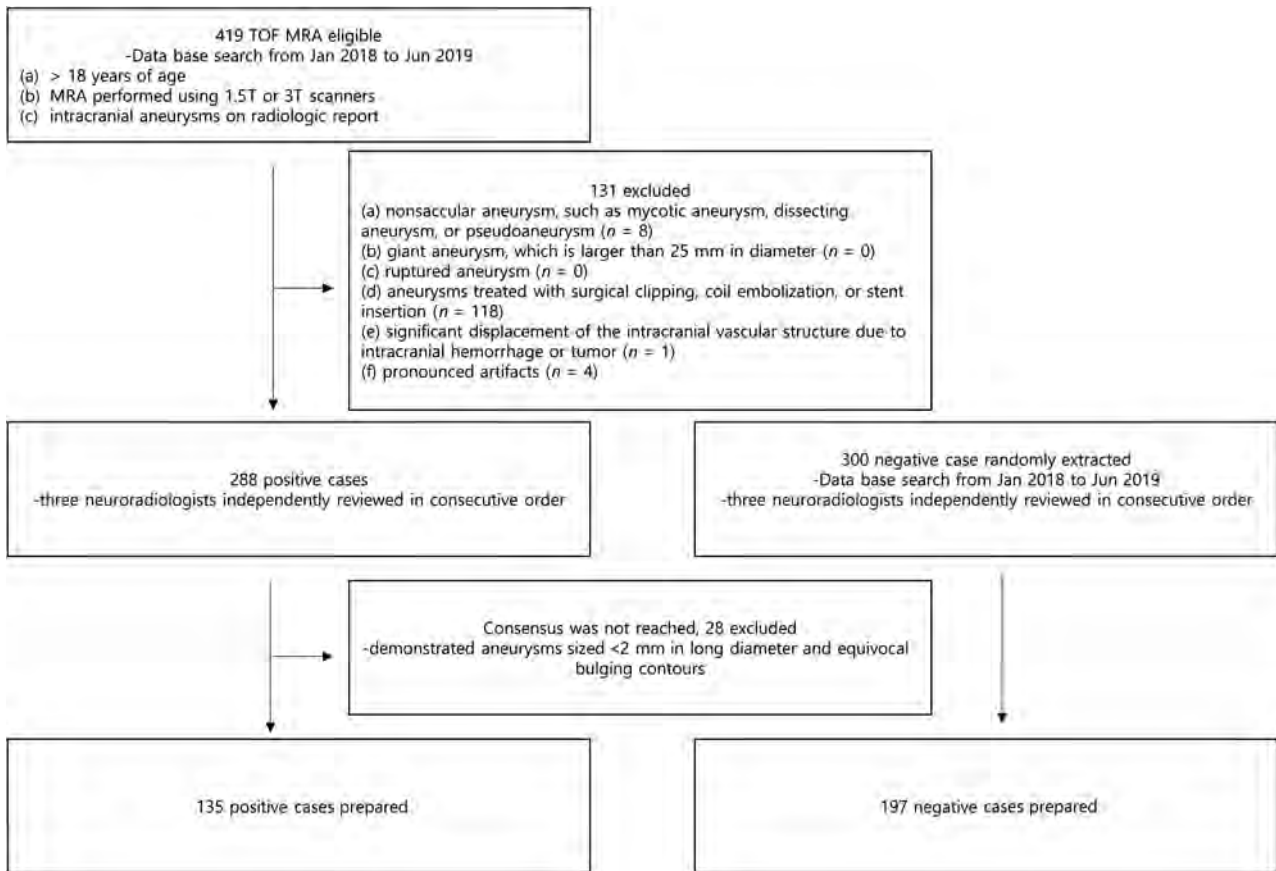 419 TOF MRA eligible
-Data base search from Jan 2018 to Jun 2019
(a) > 18 years of age
(b) MRA performed using 1.5T or 3T scanners
(c) intracranial aneurysms on radiologic report
131 excluded
(a) nonsaccular aneurysm, such as mycotic aneurysm, dissecting
aneurysm, or pseudoaneurysm (n = 8)
(b) giant aneurysm, which is larger than 25 mm in diameter (n = 0)
(c) ruptured aneurysm (n = 0)
(d) aneurysms treated with surgical clipping, coil embolization, or stent
insertion (n = 118)
(e) significant displacement of the intracranial vascular structure due to
intracranial hemorrhage or tumor (n = 1)
(f) pronounced artifacts (n = 4)
288 positive cases
-three neuroradiologists independently reviewed in consecutive order
300 negative case randomly extracted
-Data base search from Jan 2018 to Jun 2019
-three neuroradiologists independently reviewed in consecutive order
Consensus was not reached, 28 excluded
-demonstrated aneurysms sized <2 mm in long diameter and equivocal
bulging contours
135 positive cases prepared
197 negative cases prepared